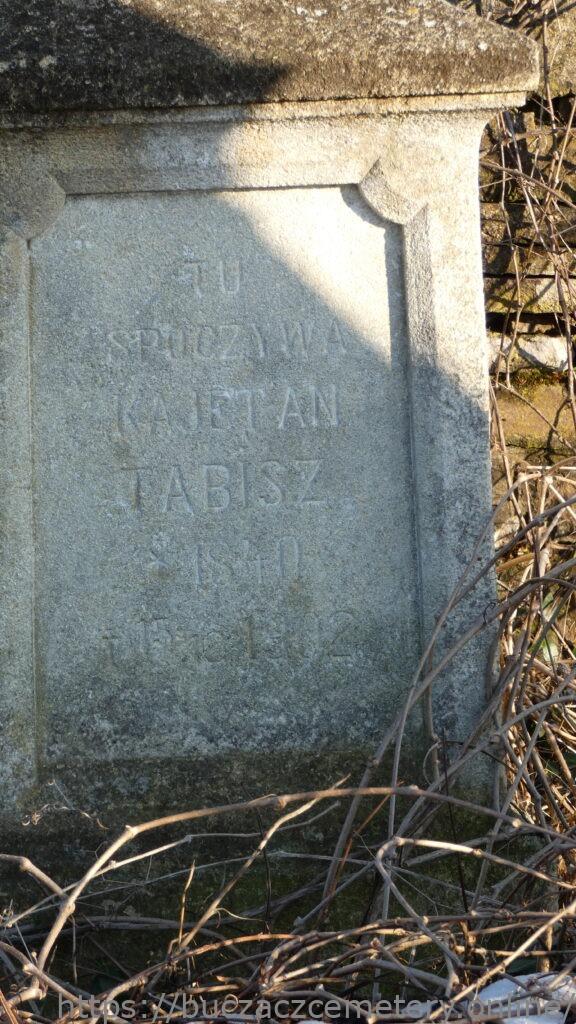 TU
SPOCZYWA
KAJETAN
TABISZ
* 1840
https://buczaczcemetery.online/